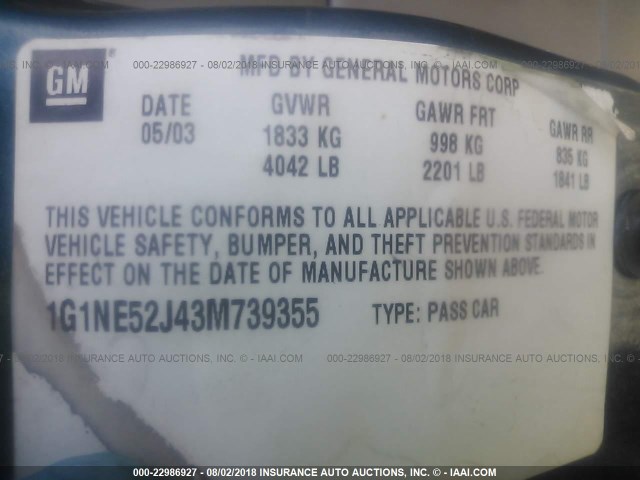 GM
MFD BY GENERAL MOTORS CORP
DATE GVWR GAWR FRT GAWR RR
05/03 1833 KG 998 KG 835 KG
4042 LB 2201 LB 1841 LB
THIS VEHICLE CONFORMS TO ALL APPLICABLE U.S. FEDERAL MOTOR
VEHICLE SAFETY, BUMPER, AND THEFT PREVENTION STANDARDS IN
EFFECT ON THE DATE OF MANUFACTURE SHOWN ABOVE.
1G1NE52J43M739355 TYPE: PASS CAR
000-22986927 - 08/02/2018 INSURANCE AUTO AUCTIONS, INC. - © IAAI.COM